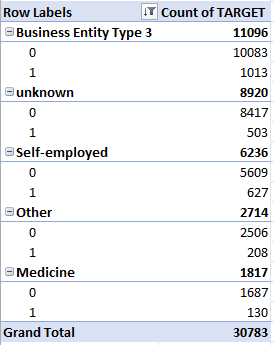 Row Labels Count of TARGET
Business Entity Type 3 11096
0 10083
1 1013
unknown 8920
0 8417
1 503
Self-employed 6236
0 5609
1 627
Other 2714
0 2506
1 208
Medicine 1817
0 1687
1 130
Grand Total 30783